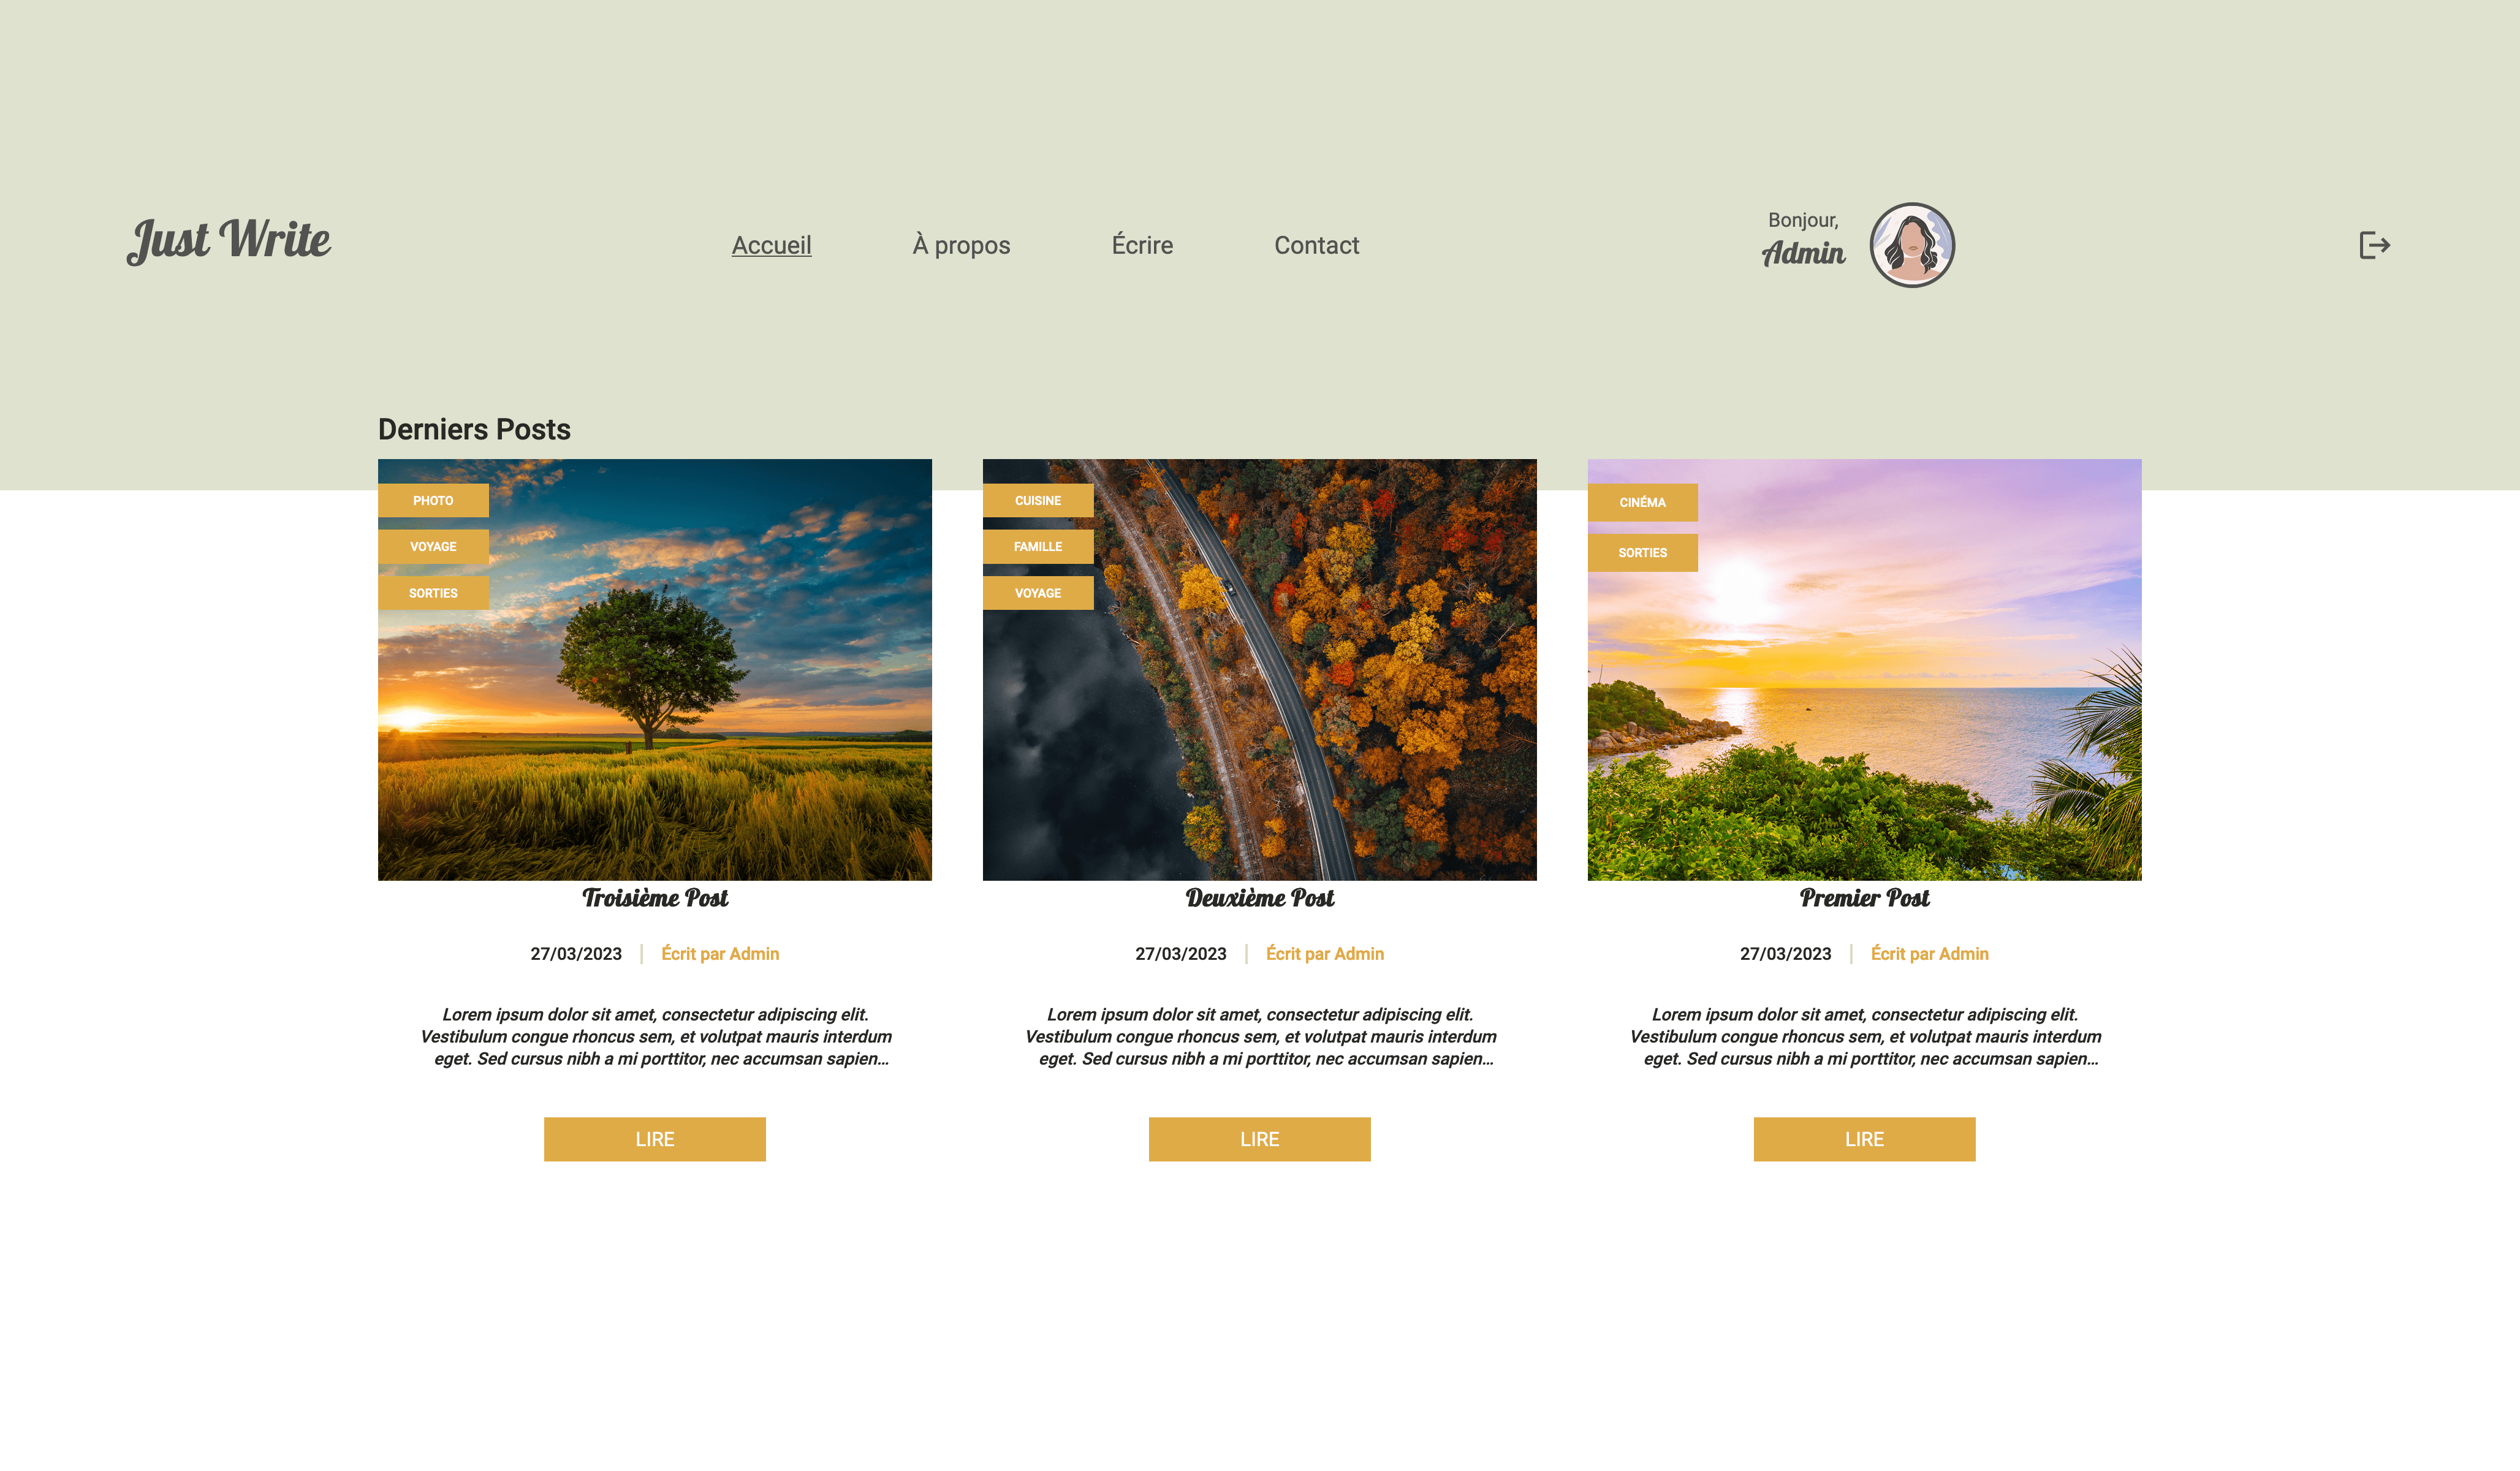 Just Write
Accueil
À propos
Écrire
Contact
Bonjour,
Admin
Derniers Posts
PHOTO
VOYAGE
SORTIES
Troisième Post
27/03/2023
Écrit par Admin
Lorem ipsum dolor sit amet, consectetur adipiscing elit.
Vestibulum congue rhoncus sem, et volutpat mauris interdum
eget. Sed cursus nibh a mi porttitor, nec accumsan sapien...
LIRE
CUISINE
FAMILLE
VOYAGE
Deuxième Post
27/03/2023
Écrit par Admin
Lorem ipsum dolor sit amet, consectetur adipiscing elit.
Vestibulum congue rhoncus sem, et volutpat mauris interdum
eget. Sed cursus nibh a mi porttitor, nec accumsan sapien...
LIRE
CINÉMA
SORTIES
Premier Post
27/03/2023
Écrit par Admin
Lorem ipsum dolor sit amet, consectetur adipiscing elit.
Vestibulum congue rhoncus sem, et volutpat mauris interdum
eget. Sed cursus nibh a mi porttitor, nec accumsan sapien...
LIRE